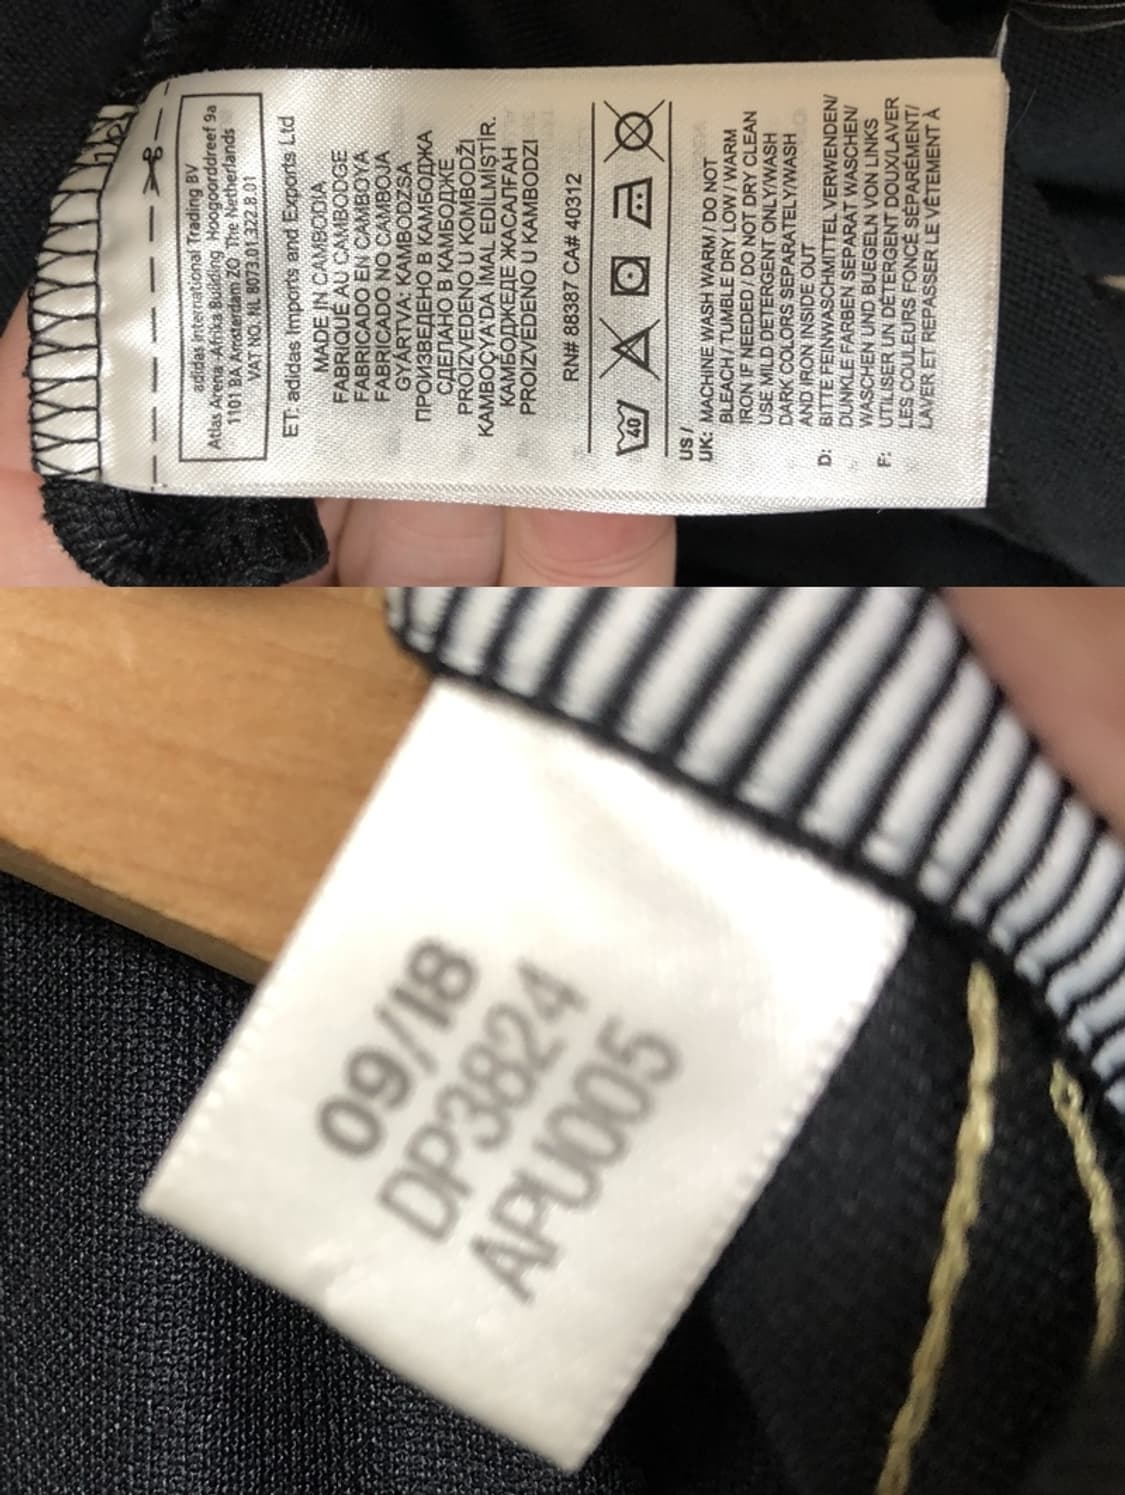 adidas International Trading BV
Atlas Arena-Afrika Building, Hoogoorddreef 9a
1101 BA Amsterdam ZO, The Netherlands
VAT NO.: NL 8073.01.322.B.01
ET: adidas Imports and Exports Ltd
MADE IN CAMBODIA
FABRIQUÉ AU CAMBODGE
FABRICADO EN CAMBOYA
FABRICADO NO CAMBOJA
GYÁRTVA: KAMBODZSA
ПРОИЗВЕДЕНО В КАМБОДЖА
СДЕЛАНО В КАМБОДЖЕ
PROIZVEDENO U KOMBODŽI
KAMBOÇYA'DA İMAL EDİLMİŞTİR.
КАМБОДЖЕДЕ ЖАСАЛҒАН
PROIZVEDENO U KAMBODZI
RN# 88387 CA# 40312
40
US /
UK: MACHINE WASH WARM / DO NOT
BLEACH / TUMBLE DRY LOW / WARM
IRON IF NEEDED / DO NOT DRY CLEAN
USE MILD DETERGENT ONLY/WASH
DARK COLORS SEPARATELY/WASH
AND IRON INSIDE OUT
D: BITTE FEINWASCHMITTEL VERWENDEN/
DUNKLE FARBEN SEPARAT WASCHEN/
WASCHEN UND BUEGELN VON LINKS
F: UTILISER UN DÉTERGENT DOUX/LAVER
LES COULEURS FONCÉ SÉPARÉMENT/
LAVER ET REPASSER LE VÊTEMENT À
09/18
DP3824
APU005